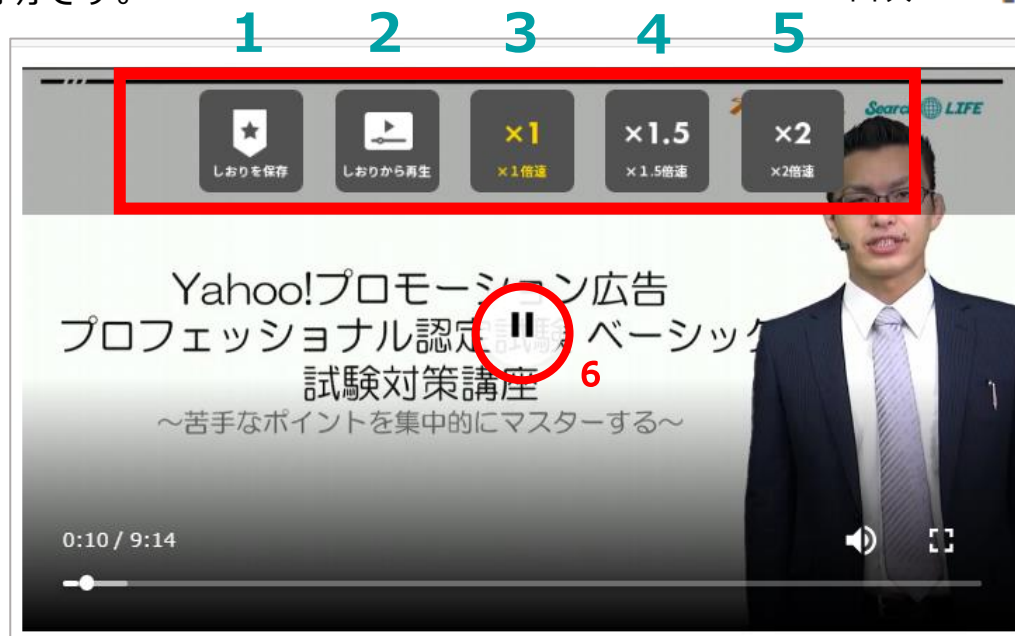 です。
1 2 3 4 5
Search LIFE
×1 ×1.5 ×2
しおりを保存 しおりから再生 ×1倍速 ×1.5倍速 ×2倍速
Yahoo!プロモーション広告
プロフェッショナル認定試験 ベーシック
試験対策講座
6
~苦手なポイントを集中的にマスターする~
0:10 / 9:14